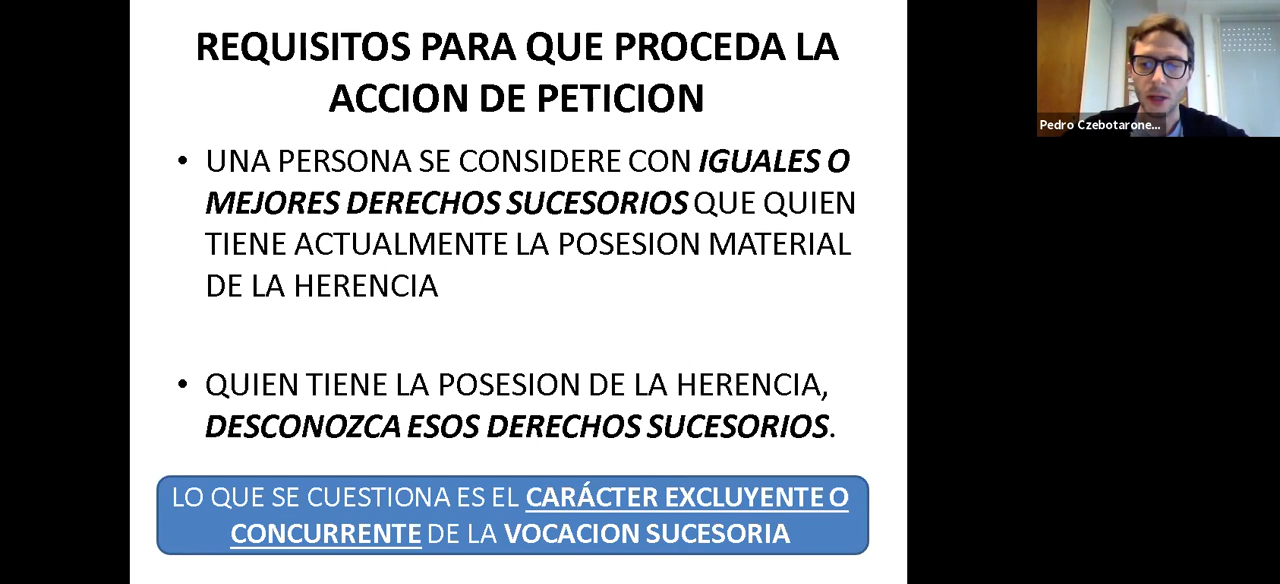 REQUISITOS PARA QUE PROCEDA LA
ACCION DE PETICION
• UNA PERSONA SE CONSIDERE CON IGUALES O
MEJORES DERECHOS SUCESORIOS QUE QUIEN
TIENE ACTUALMENTE LA POSESION MATERIAL
DE LA HERENCIA
• QUIEN TIENE LA POSESION DE LA HERENCIA,
DESCONOZCA ESOS DERECHOS SUCESORIOS.
LO QUE SE CUESTIONA ES EL CARÁCTER EXCLUYENTE O
CONCURRENTE DE LA VOCACION SUCESORIA
Pedro Czebotarone...